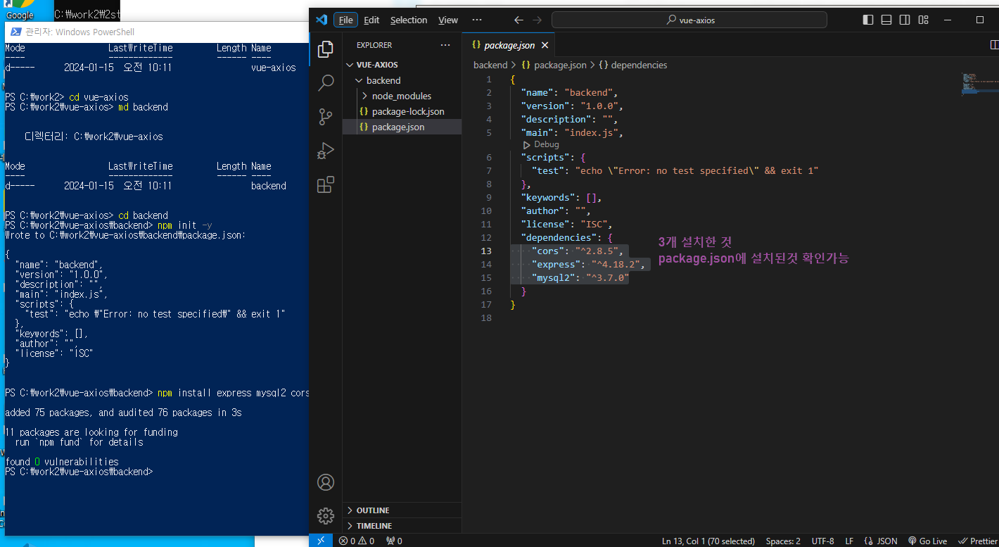 Google
C:₩work2₩2st
관리자: Windows PowerShell
Mode LastWriteTime Length Name
---- ------------- ------ ----
d----- 2024-01-15 오전 10:11 vue-axios
PS C:₩work2> cd vue-axios
PS C:₩work2₩vue-axios> md backend
디렉터리: C:₩work2₩vue-axios
Mode LastWriteTime Length Name
---- ------------- ------ ----
d----- 2024-01-15 오전 10:11 backend
PS C:₩work2₩vue-axios> cd backend
PS C:₩work2₩vue-axios₩backend> npm init -y
Wrote to C:₩work2₩vue-axios₩backend₩package.json:
{
"name": "backend",
"version": "1.0.0",
"description": "",
"main": "index.js",
"scripts": {
"test": "echo ₩"Error: no test specified₩" && exit 1"
},
"keywords": [],
"author": "",
"license": "ISC"
}
PS C:₩work2₩vue-axios₩backend> npm install express mysql2 cors
added 75 packages, and audited 76 packages in 3s
11 packages are looking for funding
run `npm fund` for details
found 0 vulnerabilities
PS C:₩work2₩vue-axios₩backend>
File Edit Selection View ···
vue-axios
EXPLORER ···
VUE-AXIOS
backend
node_modules
{} package-lock.json
{} package.json
OUTLINE
TIMELINE
{} package.json ×
backend > {} package.json > {} dependencies
1 {
2 "name": "backend",
3 "version": "1.0.0",
4 "description": "",
5 "main": "index.js",
Debug
6 "scripts": {
7 "test": "echo \"Error: no test specified\" && exit 1"
8 },
9 "keywords": [],
10 "author": "",
11 "license": "ISC",
12 "dependencies": {
13 "cors": "^2.8.5",
14 "express": "^4.18.2",
15 "mysql2": "^3.7.0"
16 }
17 }
18
3개 설치한 것
package.json에 설치된것 확인가능
0 0 0 Ln 13, Col 1 (70 selected) Spaces: 2 UTF-8 LF {} JSON Go Live Prettier